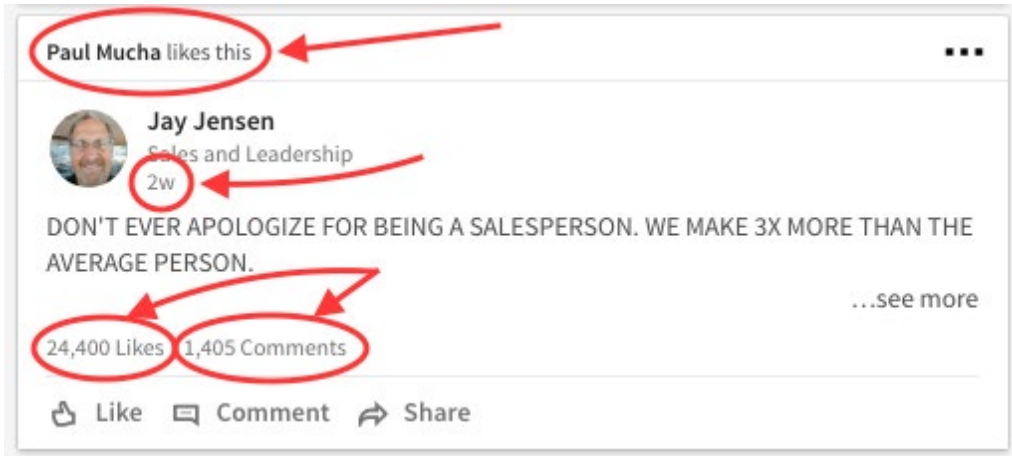 Paul Mucha likes this
Jay Jensen
Sales and Leadership
2w
DON'T EVER APOLOGIZE FOR BEING A SALESPERSON. WE MAKE 3X MORE THAN THE
AVERAGE PERSON.
...see more
24,400 Likes 1,405 Comments
Like Comment Share